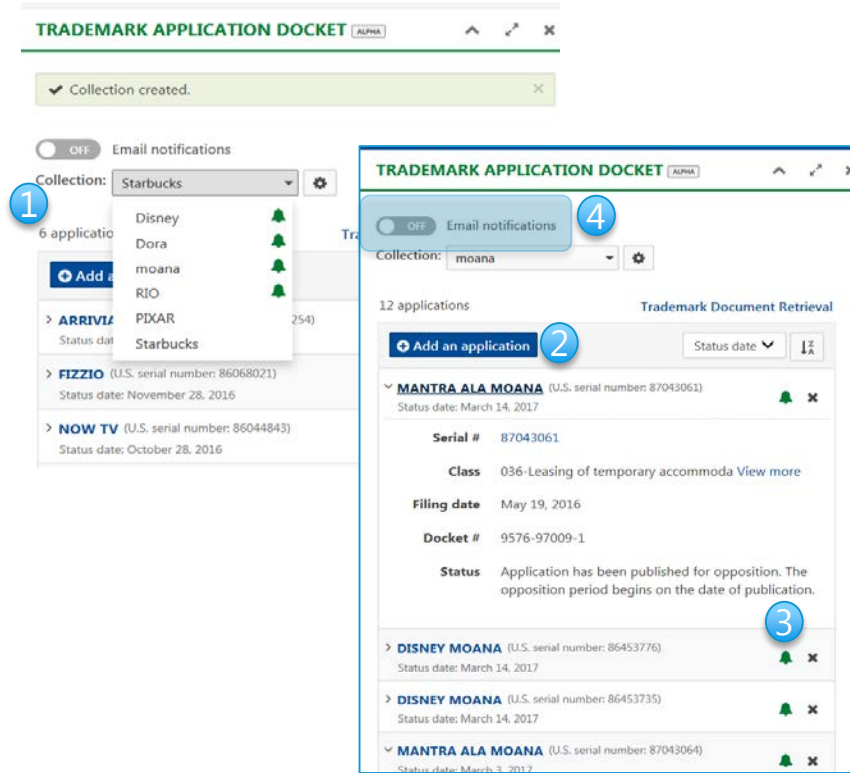 TRADEMARK APPLICATION DOCKET ALPHA
Collection created.
OFF Email notifications
Collection: Starbucks
1
Disney
Dora
moana
RIO
PIXAR
Starbucks
6
Add
Status
FIZZIO (U.S. serial number: 86068021)
Status date: November 28, 2016
NOW TV (U.S. serial number: 86044843)
Status date: October 28, 2016
TRADEMARK APPLICATION DOCKET ALPHA
OFF Email notifications
4
Collection: moana
12 applications Trademark Document Retrieval
Add an application 2 Status date
MANTRA ALA MOANA (U.S. serial number: 87043061)
Status date: March 14, 2017
Serial # 87043061
Class 036-Leasing of temporary accommoda View more
Filing date May 19, 2016
Docket # 9576-97009-1
Status Application has been published for opposition. The
opposition period begins on the date of publication.
3
DISNEY MOANA (U.S. serial number: 86453776)
Status date: March 14, 2017
DISNEY MOANA (U.S. serial number: 86453735)
Status date: March 14, 2017
MANTRA ALA MOANA (U.S. serial number: 87043064)
Status date: March 3, 2017